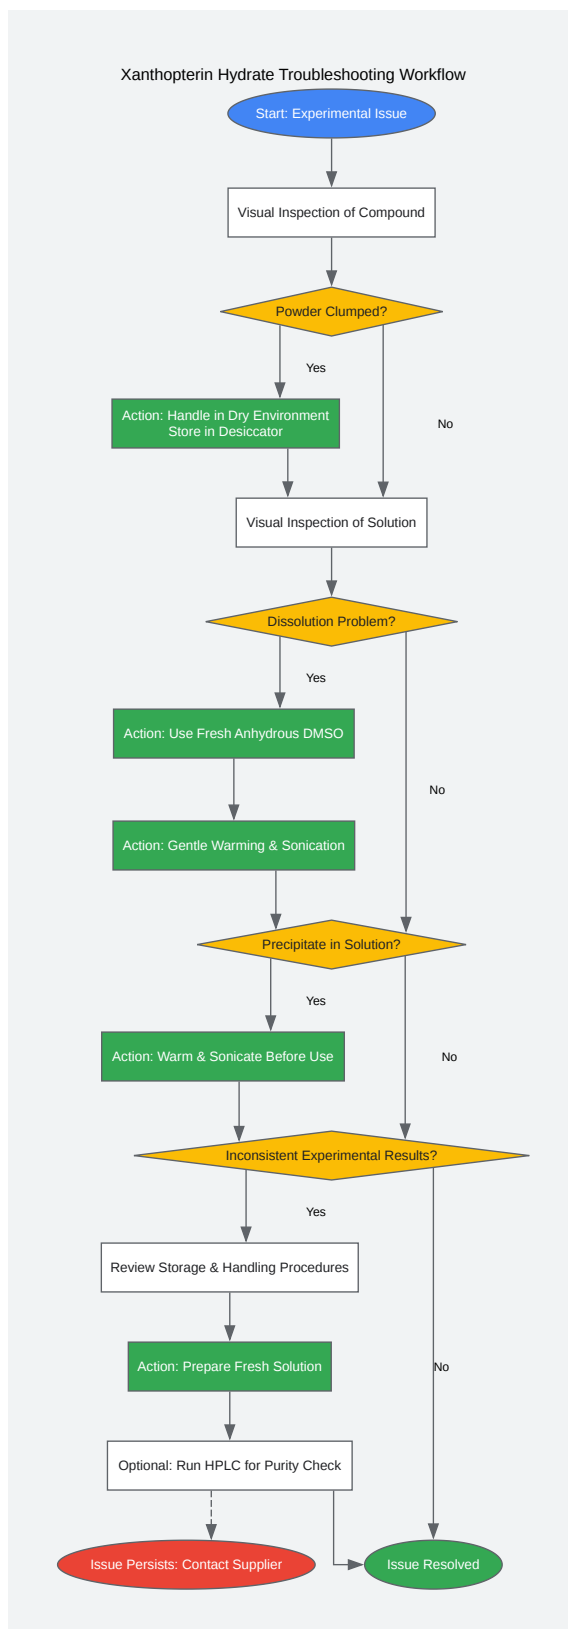 Xanthopterin Hydrate Troubleshooting Workflow
Start: Experimental Issue
Visual Inspection of Compound
Powder Clumped?
Yes
Action: Handle in Dry Environment
Store in Desiccator
No
Visual Inspection of Solution
Dissolution Problem?
Yes
Action: Use Fresh Anhydrous DMSO
No
Action: Gentle Warming & Sonication
Precipitate in Solution?
Yes
Action: Warm & Sonicate Before Use
No
Inconsistent Experimental Results?
Yes
Review Storage & Handling Procedures
Action: Prepare Fresh Solution
No
Optional: Run HPLC for Purity Check
Issue Persists: Contact Supplier
Issue Resolved